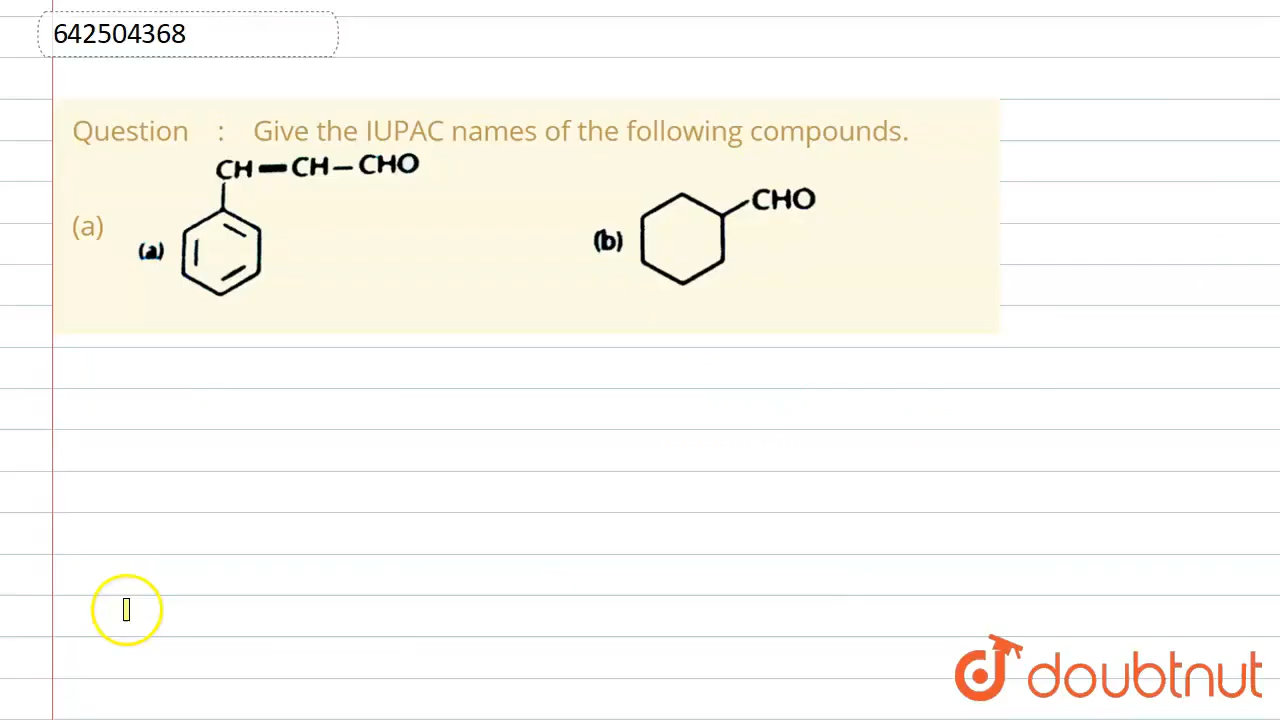 642504368
Question : Give the IUPAC names of the following compounds.
CH=CH-CHO
(a) (a)
(b) CHO
doubtnut